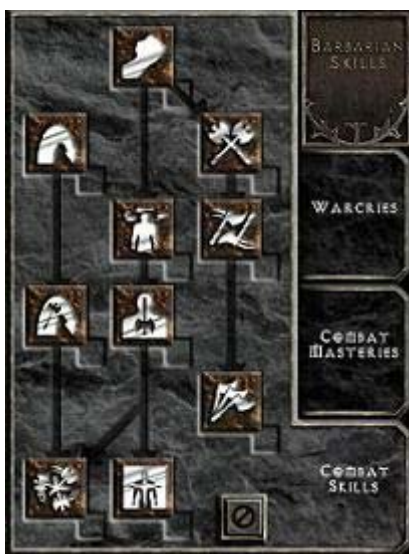 BARBARIAN
SKILLS
WARCRIES
COMBAT
MASTERIES
COMBAT
SKILLS